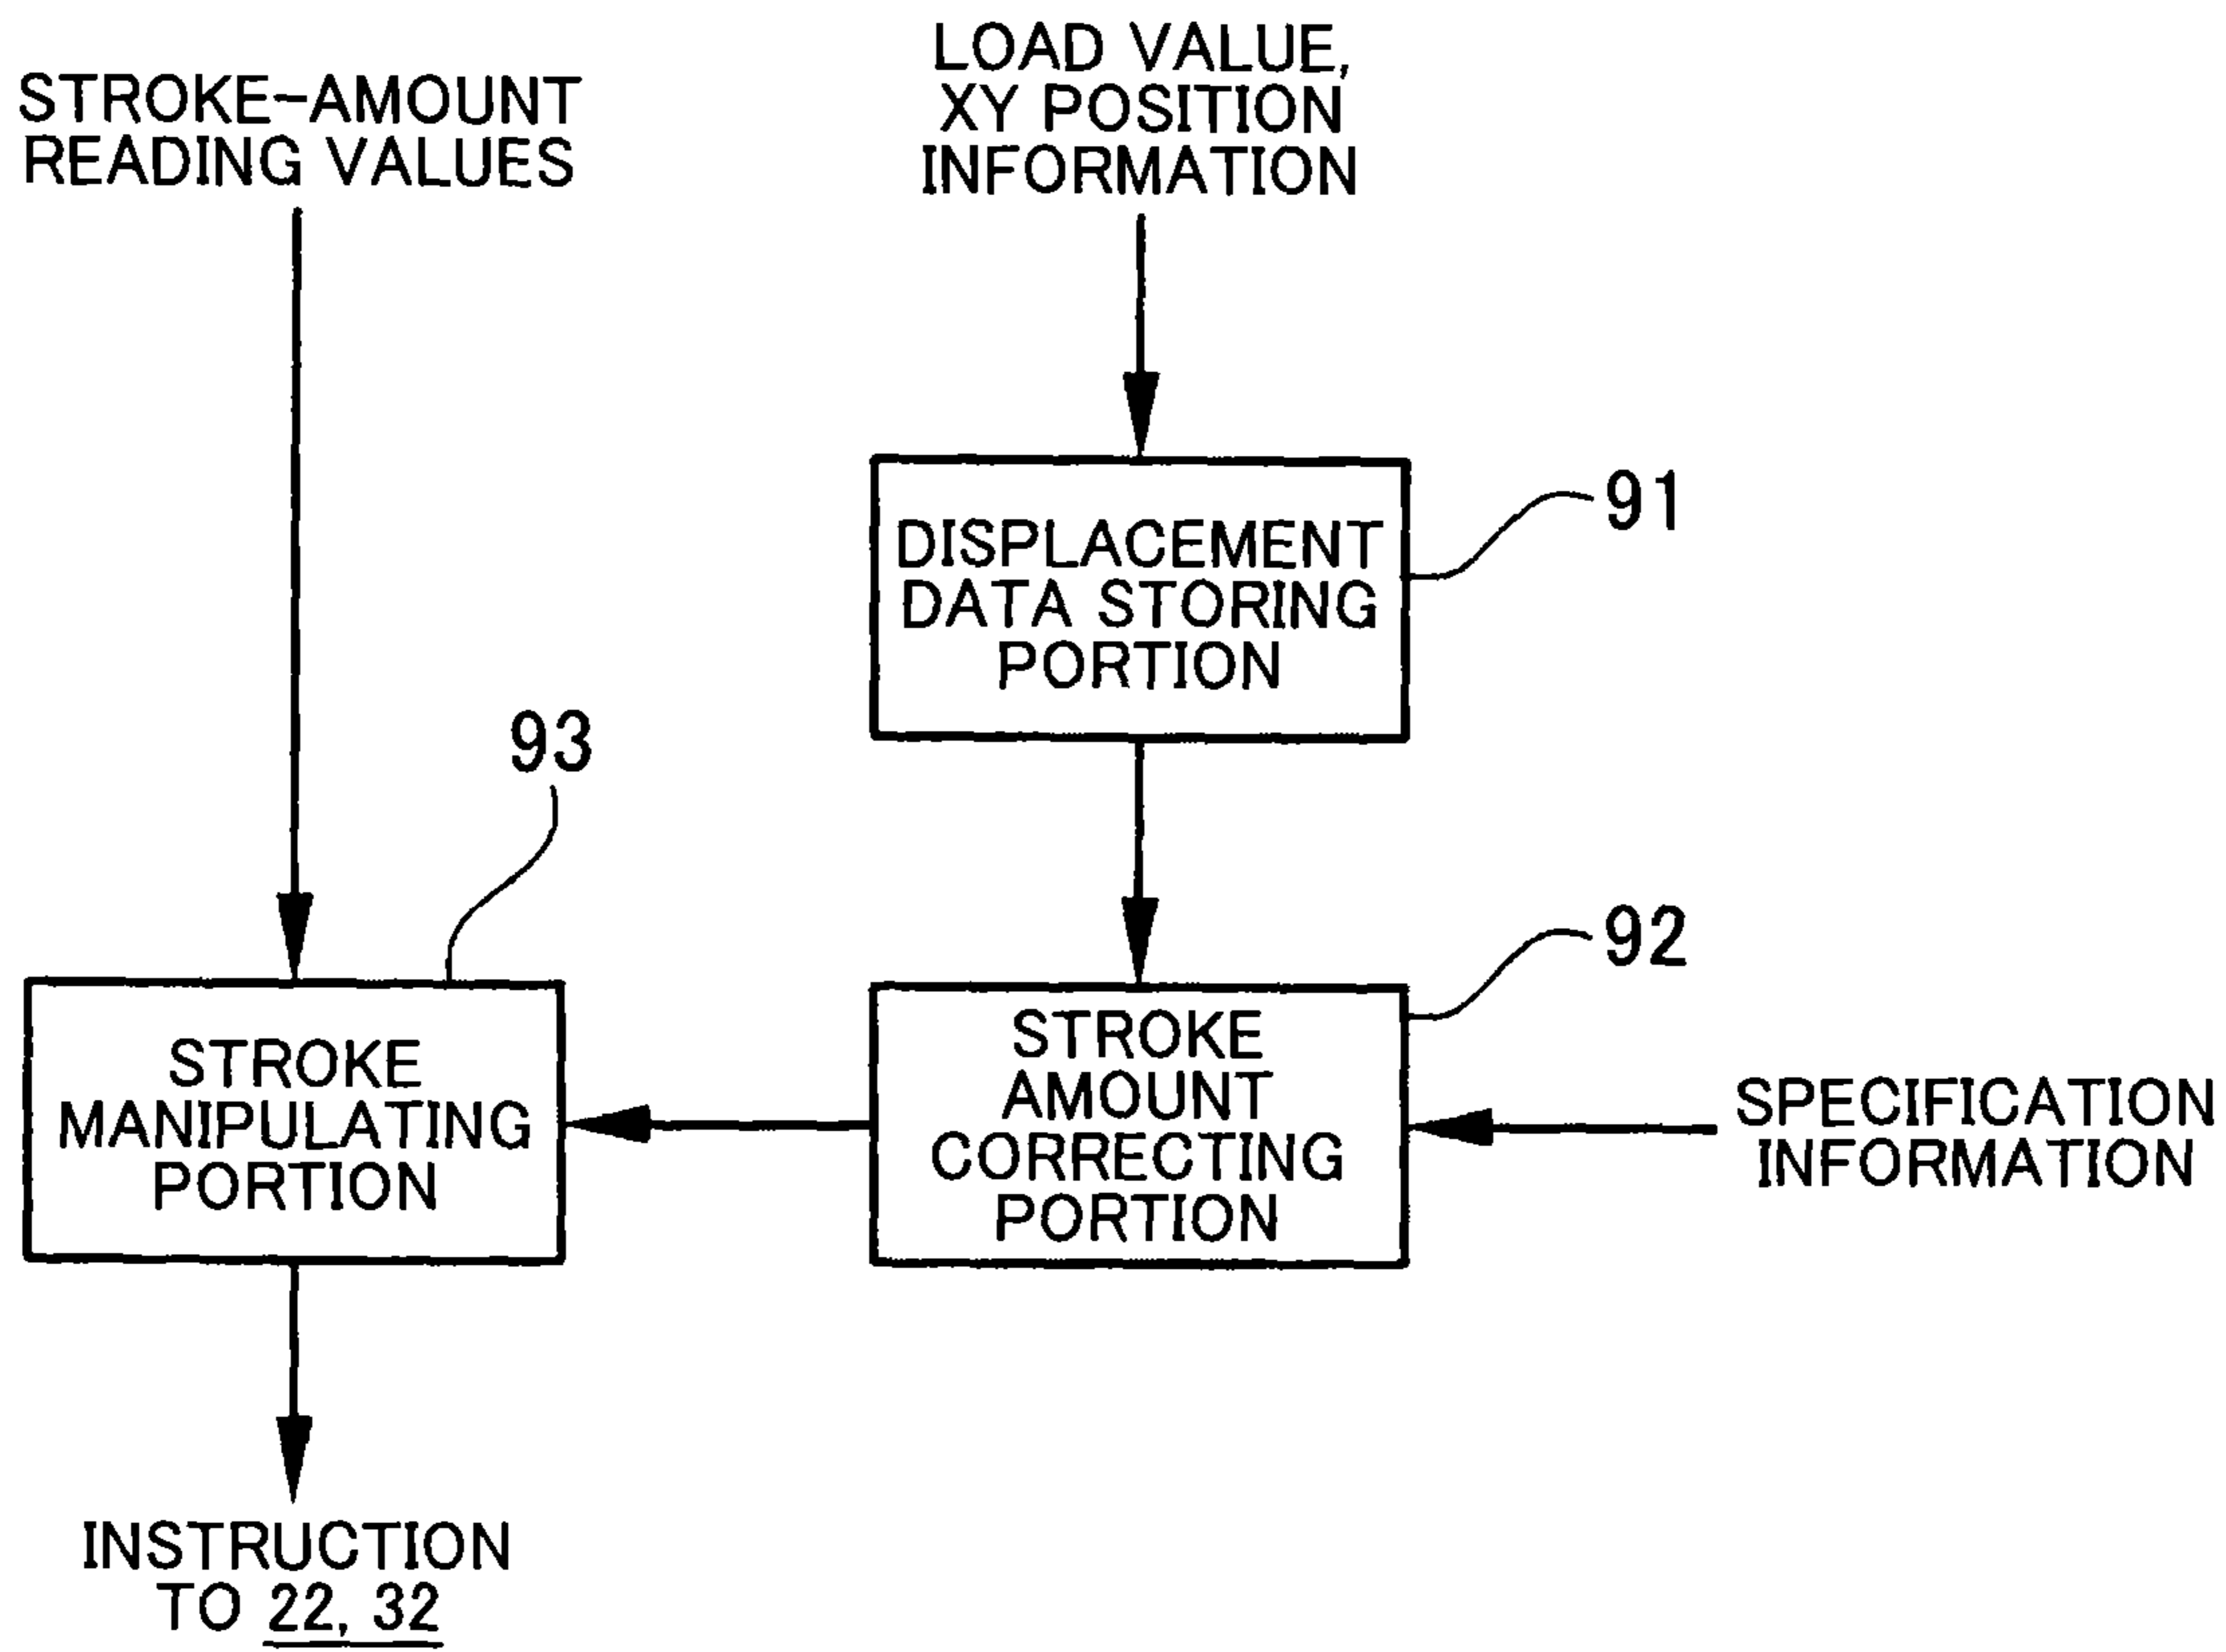 STROKE-AMOUNT
READING VALUES
LOAD VALUE,
XY POSITION
INFORMATION
DISPLACEMENT
DATA STORING
PORTION
91
93
STROKE
MANIPULATING
PORTION
STROKE
AMOUNT
CORRECTING
PORTION
92
SPECIFICATION
INFORMATION
INSTRUCTION
TO 22, 32